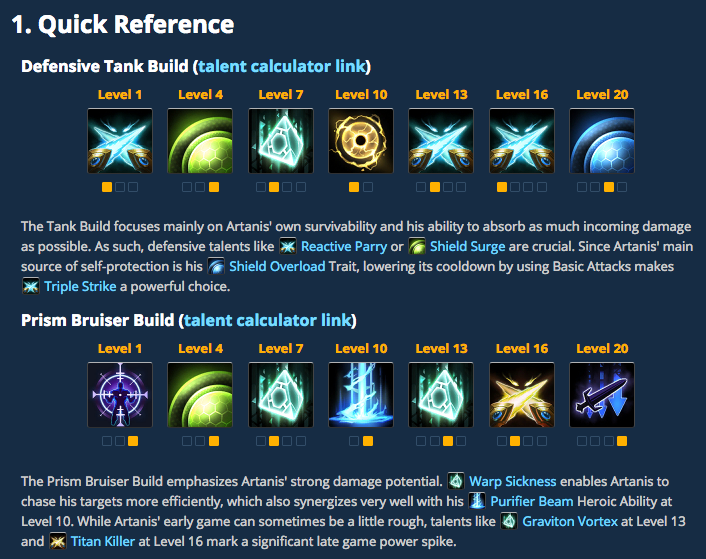 1. Quick Reference
Defensive Tank Build (talent calculator link)
Level 1 Level 4 Level 7 Level 10 Level 13 Level 16 Level 20
The Tank Build focuses mainly on Artanis' own survivability and his ability to absorb as much incoming damage
as possible. As such, defensive talents like Reactive Parry or Shield Surge are crucial. Since Artanis' main
source of self-protection is his Shield Overload Trait, lowering its cooldown by using Basic Attacks makes
Triple Strike a powerful choice.
Prism Bruiser Build (talent calculator link)
Level 1 Level 4 Level 7 Level 10 Level 13 Level 16 Level 20
The Prism Bruiser Build emphasizes Artanis' strong damage potential. Warp Sickness enables Artanis to
chase his targets more efficiently, which also synergizes very well with his Purifier Beam Heroic Ability at
Level 10. While Artanis' early game can sometimes be a little rough, talents like Graviton Vortex at Level 13
and Titan Killer at Level 16 mark a significant late game power spike.